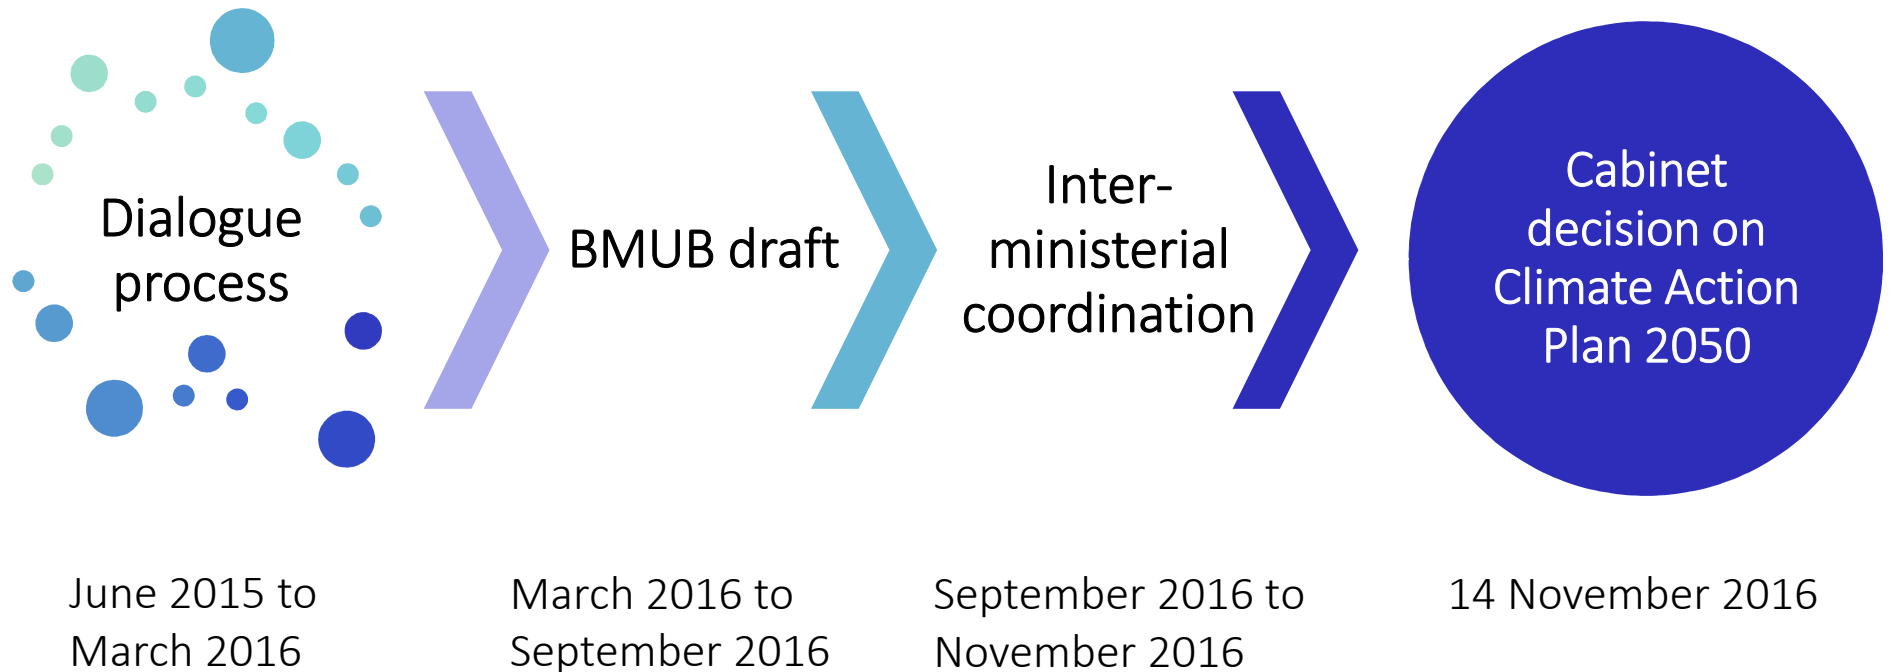 Dialogue
process
BMUB draft
Inter-
ministerial
coordination
Cabinet
decision on
Climate Action
Plan 2050
June 2015 to
March 2016
March 2016 to
September 2016
September 2016 to
November 2016
14 November 2016